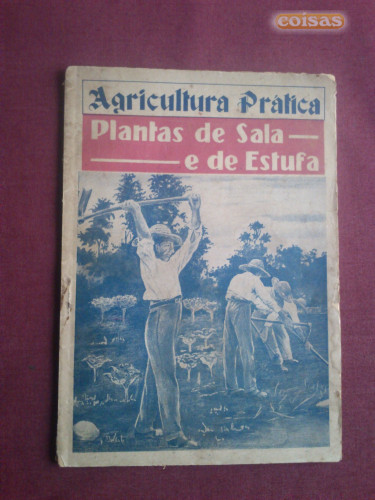 coisas
Agricultura Prática
Plantas de Sala
e de Estufa